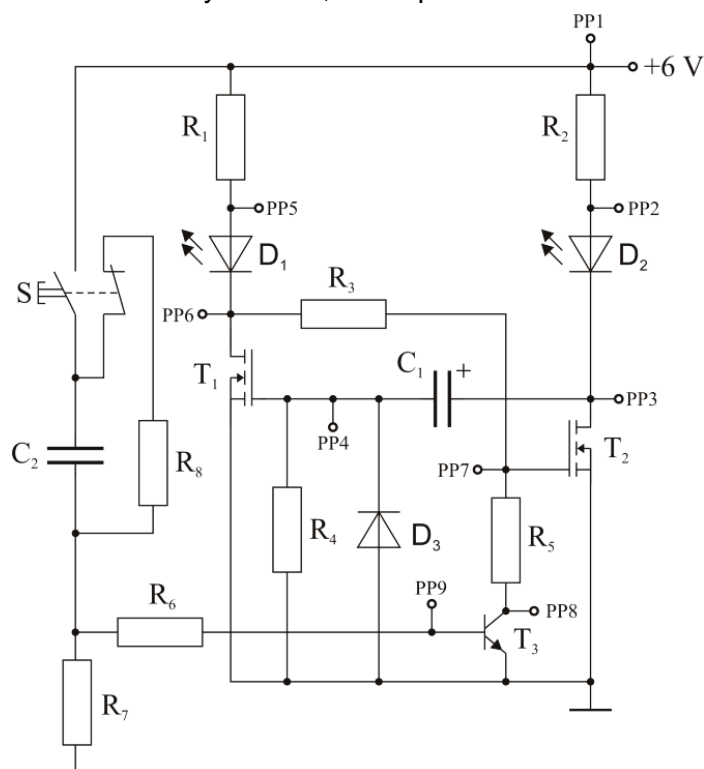 PP1
+6 V
R₁
R₂
PP5
PP2
D₁
D₂
S
R₃
PP6
T₁
C₁
+
PP3
PP4
T₂
C₂
R₈
PP7
R₄
D₃
R₅
PP9
R₆
PP8
T₃
R₇